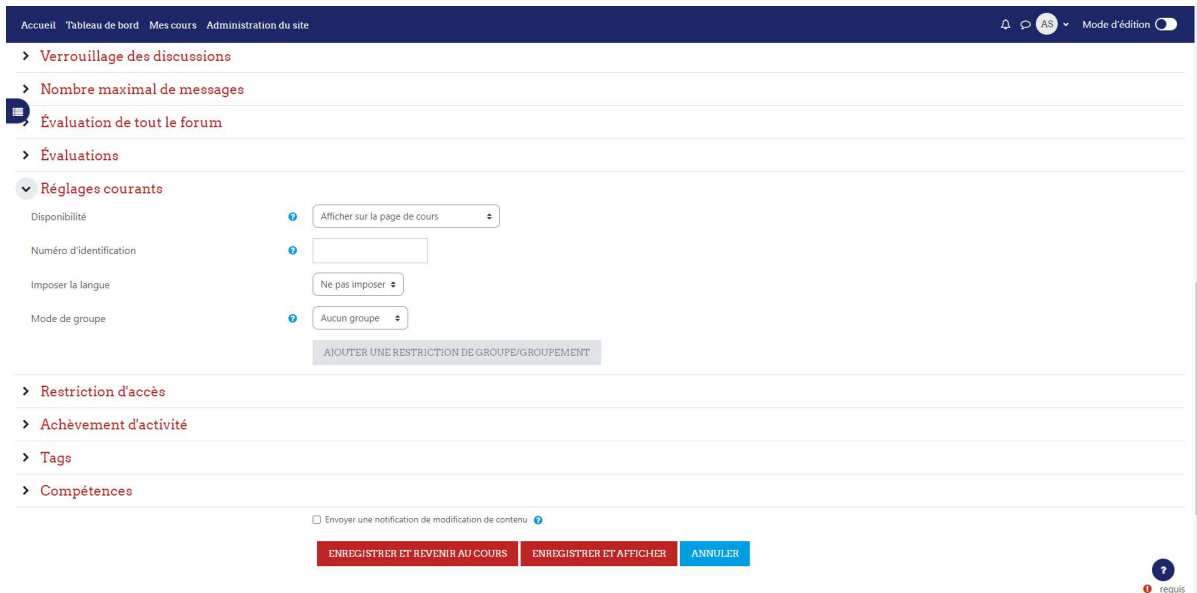 Accueil Tableau de bord Mes cours Administration du site AS Mode d'édition
Verrouillage des discussions
Nombre maximal de messages
Évaluation de tout le forum
Évaluations
Réglages courants
Disponibilité ? Afficher sur la page de cours
Numéro d'identification ?
Imposer la langue Ne pas imposer
Mode de groupe ? Aucun groupe
AJOUTER UNE RESTRICTION DE GROUPE/GROUPEMENT
Restriction d'accès
Achèvement d'activité
Tags
Compétences
Envoyer une notification de modification de contenu ?
ENREGISTRER ET REVENIR AU COURS ENREGISTRER ET AFFICHER ANNULER
?
! requis